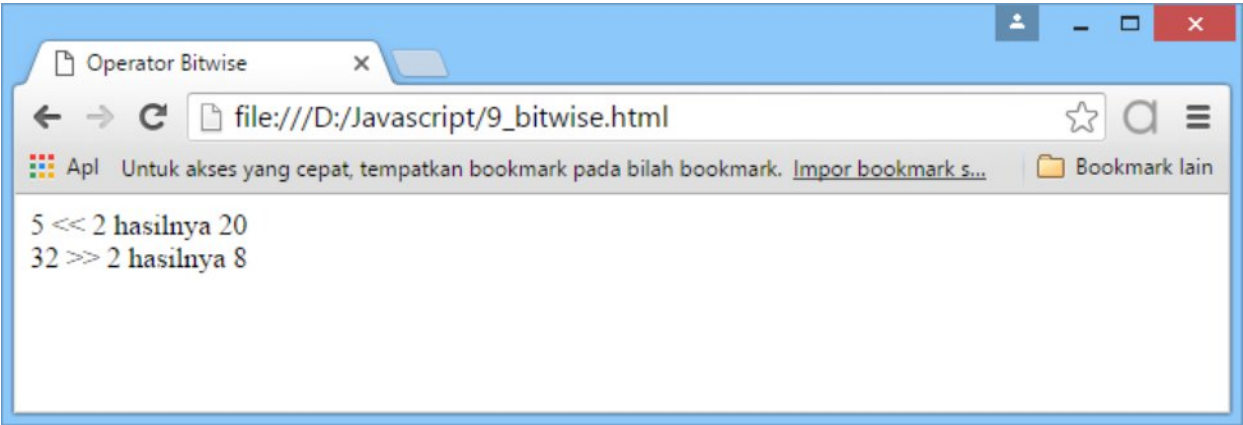 Operator Bitwise
file:///D:/Javascript/9_bitwise.html
Apl Untuk akses yang cepat, tempatkan bookmark pada bilah bookmark. Impor bookmark s... Bookmark lain
5 << 2 hasilnya 20
32 >> 2 hasilnya 8